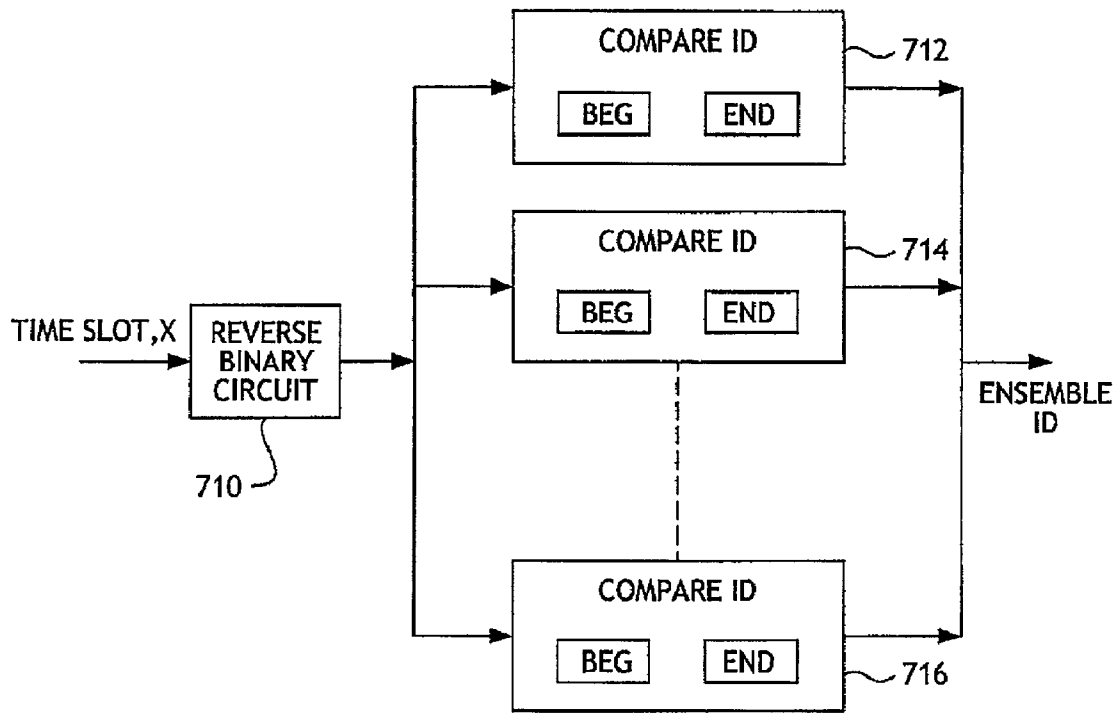 COMPARE ID
712
BEG
END
COMPARE ID
714
BEG
END
TIME SLOT,X
REVERSE
BINARY
CIRCUIT
710
ENSEMBLE
ID
COMPARE ID
BEG
END
716